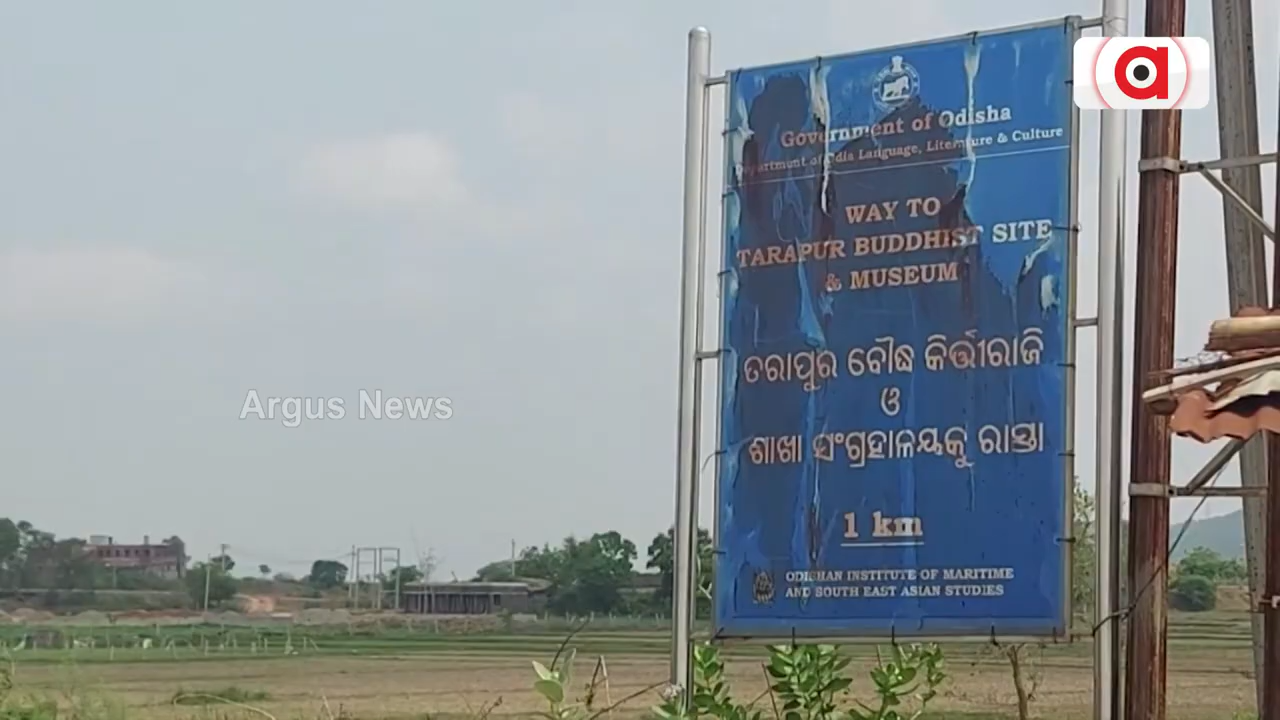 Government of Odisha
Department of Odia Language, Literature & Culture
WAY TO
TARAPUR BUDDHIST SITE
& MUSEUM
ତରାପୁର ବୌଦ୍ଧ କିର୍ତ୍ତୀରାଜି
ଓ
ଶାଖା ସଂଗ୍ରହାଳୟକୁ ରାସ୍ତା
1 km
ODISHAN INSTITUTE OF MARITIME
AND SOUTH EAST ASIAN STUDIES
Argus News
a